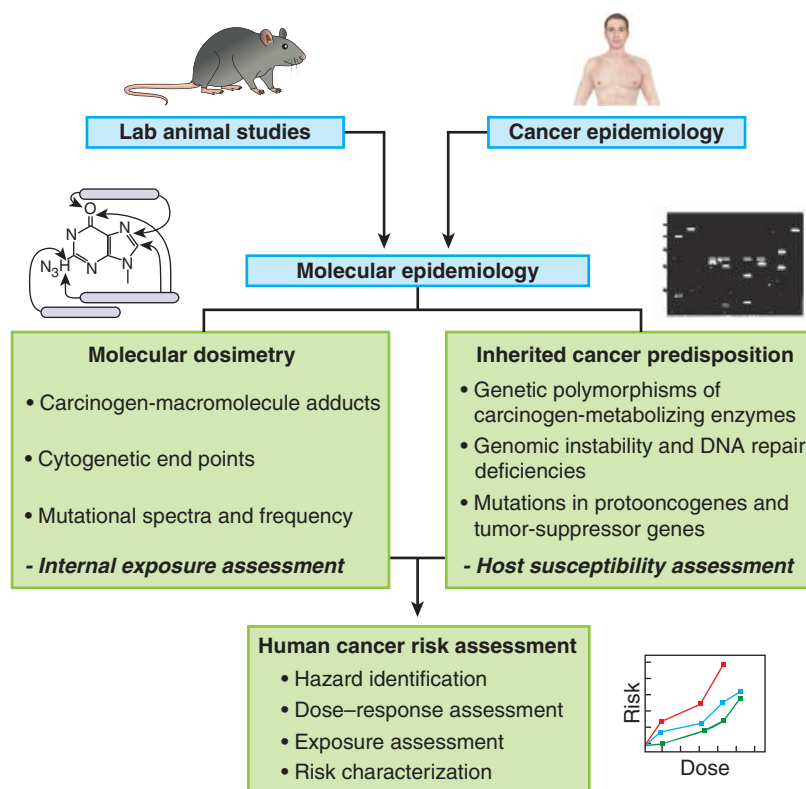 Lab animal studies
Cancer epidemiology
O
N
N
N₃H
N
N
Molecular epidemiology
Molecular dosimetry
• Carcinogen-macromolecule adducts
• Cytogenetic end points
• Mutational spectra and frequency
- Internal exposure assessment
Inherited cancer predisposition
• Genetic polymorphisms of
carcinogen-metabolizing enzymes
• Genomic instability and DNA repair
deficiencies
• Mutations in protooncogenes and
tumor-suppressor genes
- Host susceptibility assessment
Human cancer risk assessment
• Hazard identification
• Dose–response assessment
• Exposure assessment
• Risk characterization
Risk
Dose